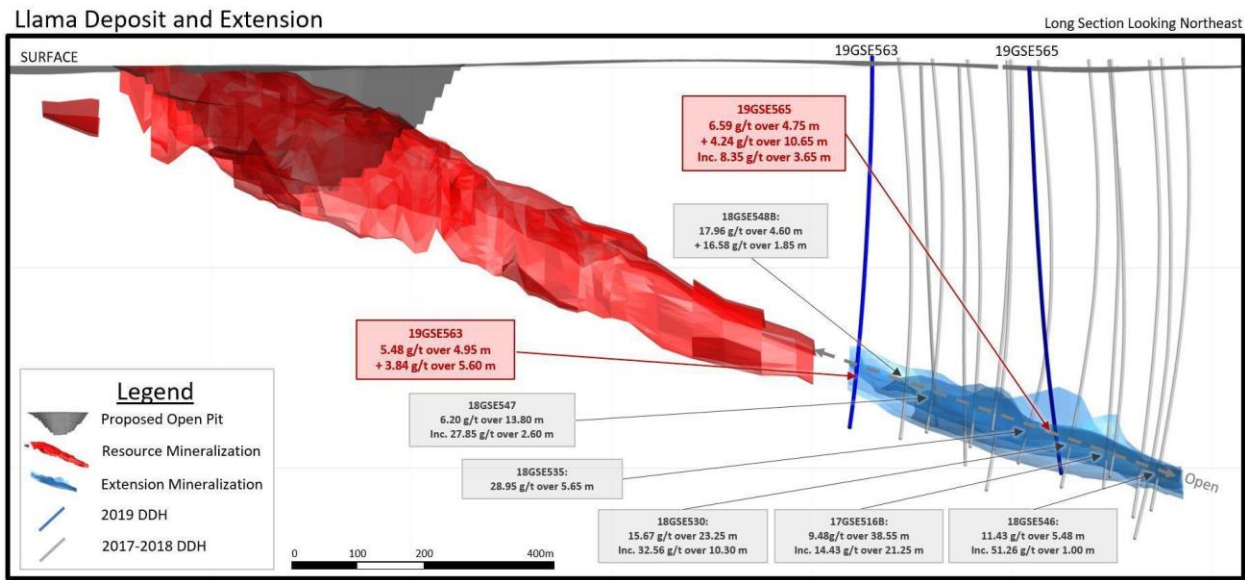 Llama Deposit and Extension
Long Section Looking Northeast
SURFACE
19GSE563
19GSE565
19GSE565
6.59 g/t over 4.75 m
+ 4.24 g/t over 10.65 m
Inc. 8.35 g/t over 3.65 m
18GSE548B:
17.96 g/t over 4.60 m
+ 16.58 g/t over 1.85 m
19GSE563
5.48 g/t over 4.95 m
+ 3.84 g/t over 5.60 m
18GSE547
6.20 g/t over 13.80 m
Inc. 27.85 g/t over 2.60 m
18GSE535:
28.95 g/t over 5.65 m
18GSE530:
15.67 g/t over 23.25 m
Inc. 32.56 g/t over 10.30 m
17GSE516B:
9.48g/t over 38.55 m
Inc. 14.43 g/t over 21.25 m
18GSE546:
11.43 g/t over 5.48 m
Inc. 51.26 g/t over 1.00 m
Open
Legend
Proposed Open Pit
Resource Mineralization
Extension Mineralization
2019 DDH
2017-2018 DDH
0 100 200 400m